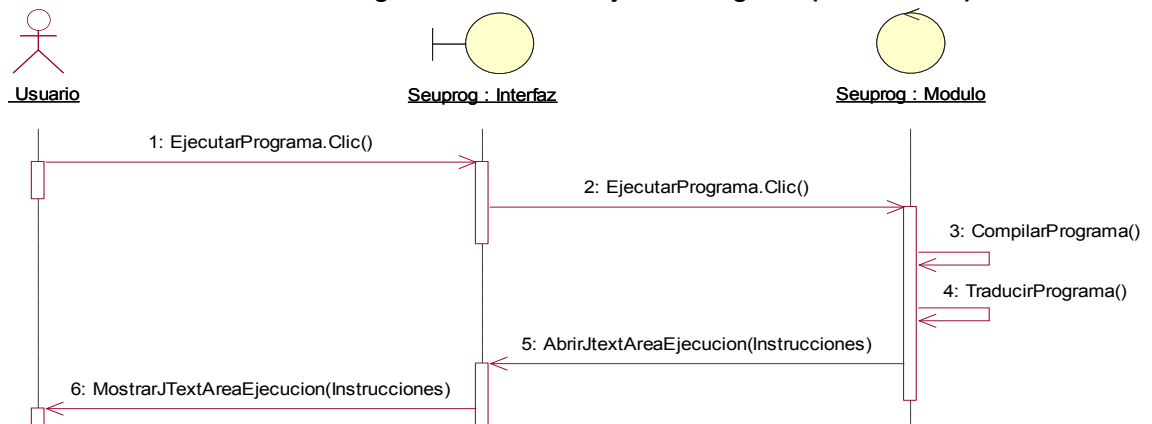 Usuario
Seuprog : Interfaz
Seuprog : Modulo
1: EjecutarPrograma.Clic()
2: EjecutarPrograma.Clic()
3: CompilarPrograma()
4: TraducirPrograma()
5: AbrirJtextAreaEjecucion(Instrucciones)
6: MostrarJTextAreaEjecucion(Instrucciones)